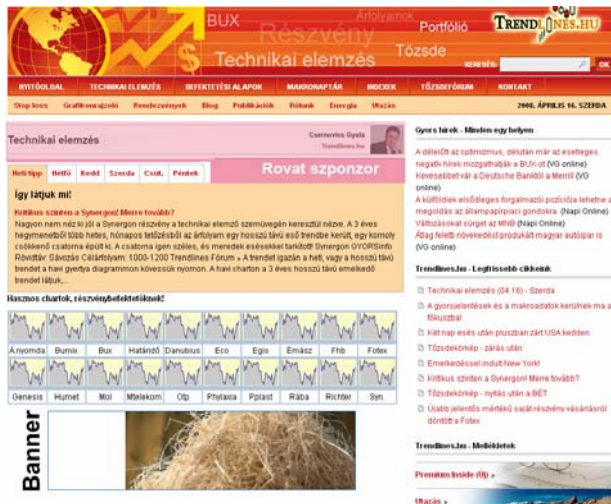 BUX
Árfolyamok
Részvény
Portfólió
Technikai elemzés
Tőzsde
TRENDLINES.HU
KERESÉS:
OK
NYITÓOLDAL TECHNIKAI ELEMZÉS BEFEKTETÉSI ALAPOK MAKRONAPTÁR INDEXEK TŐZSDEFÓRUM KONTAKT
Stop loss Grafikonrajzoló Rendezvények Blog Publikációk Rólunk Energia Utazás 2008. ÁPRILIS 16. SZERDA
Technikai elemzés
Csernovics Gyula
Trendlines.hu
Heti tipp Hétfő Kedd Szerda Csüt. Péntek
Rovat szponzor
Így látjuk mi!
Kritikus szinten a Synergon! Merre tovább?
Nagyon nem néz ki jól a Synergon részvény a technikai elemző szemüvegén keresztül nézve. A 3 éves
hegymenetből több hetes, hónapos tetőzésből az árfolyam egy hosszú távú eső trendbe került, egy komoly
csökkenő csatorna épült ki. A csatorna igen széles, és meredek esésekkel tarkított! Synergon GYORSinfo
Rövidtáv: Sávozás Célárfolyam: 1000-1200 Trendlines Fórum » A trendet igazán a heti, vagy a hosszú távú
trendet a havi gyertya diagrammon kövessük nyomon. A havi charton a 3 éves hosszú távú emelkedő
trendet látjuk,...
Hasznos chartok, részvénybefektetőknek!
Anyomda Bumix Bux Határidő Danubius Eco Egis Émász Fhb Fotex
Genesis Humet Mol Mtelekom Otp Phylaxia Pplast Rába Richter Syn.
Banner
Gyors hírek - Minden egy helyen
A délelőtt az optimizmus, délután már az esetleges
negatív hírek mozgathatják a BUX-ot (VG online)
Kevesebbet vár a Deutsche Banktól a Merrill (VG
online)
A külföldiek elsődleges forgalmazói pozíciója lehetne a
megoldás az állampapírpiaci gondokra (Napi Online)
Változásokat sürget az MNB (Napi Online)
Átlag feletti növekedést produkált magyar autóipar is
(VG online)
Trendlines.hu - Legfrissebb cikkeink
Technikai elemzés (04.16) - Szerda
A gyorsjelentések és a makroadatok kerülnek ma a
fókuszba!
Két nap esés után pluszban zárt USA kedden
Tőzsdekörkép - zárás után
Emelkedéssel indult New York!
Kritikus szinten a Synergon! Merre tovább?
Tőzsdekörkép - nyitás után a BÉT
Újabb jelentős mértékű saját részvény vásárlásról
döntött a Fotex
Trendlines.hu - Mellékletek
Premium Inside (Új) »
Utazás »